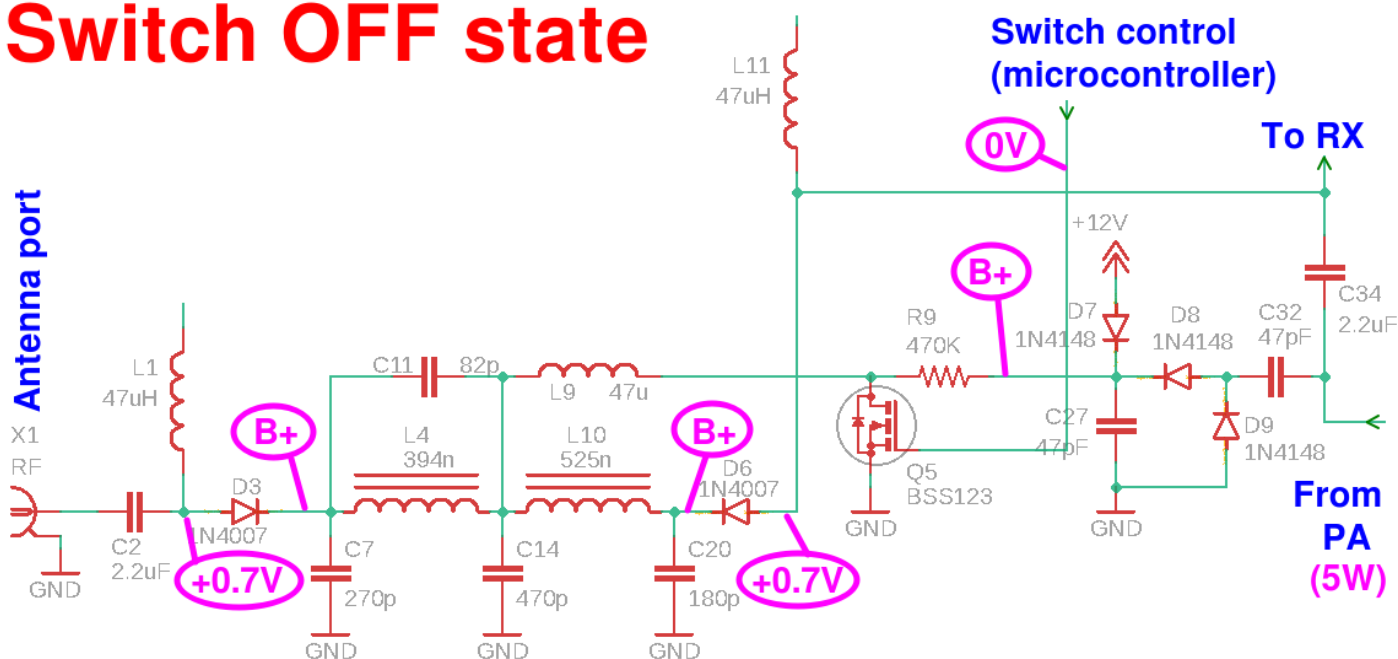 Switch OFF state
Switch control
(microcontroller)
To RX
Antenna port
L11
47uH
0V
+12V
B+
C34
2.2uF
D7
1N4148
D8
1N4148
C32
47pF
R9
470K
L1
47uH
C11
82p
L9
47u
C27
47pF
D9
1N4148
X1
RF
B+
L4
394n
L10
525n
B+
D6
1N4007
Q5
BSS123
D3
1N4007
GND
GND
From
PA
(5W)
C2
2.2uF
GND
+0.7V
C7
270p
C14
470p
C20
180p
+0.7V
GND
GND
GND